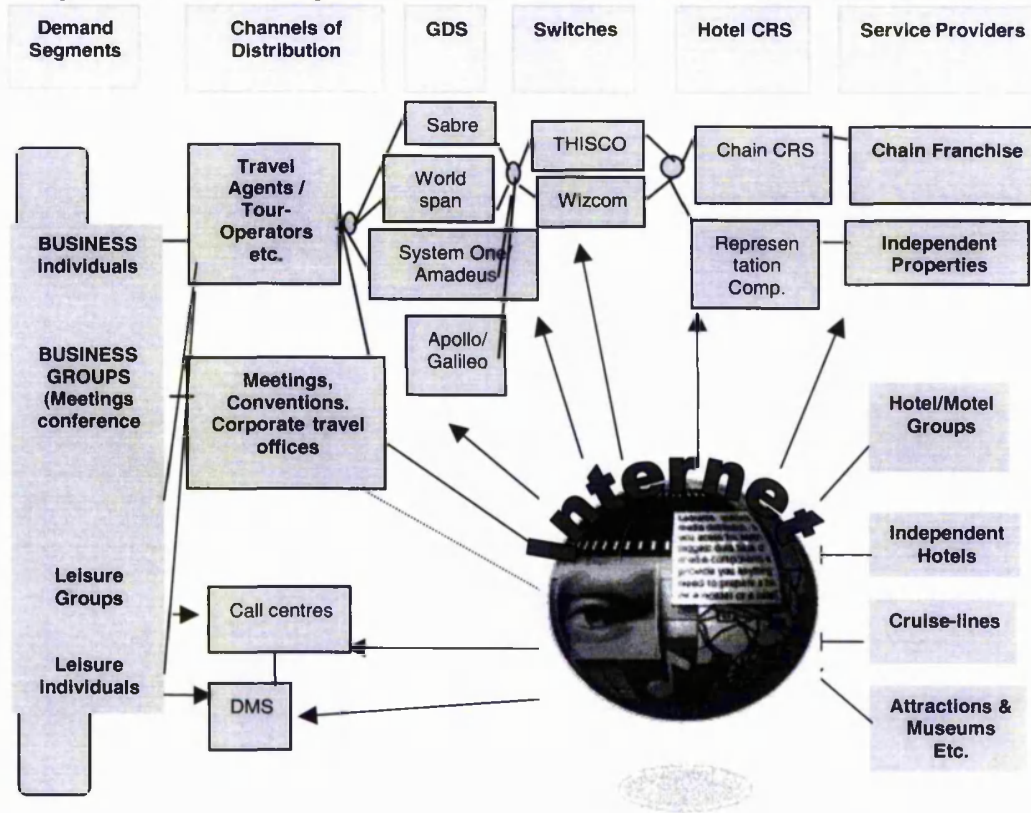 Demand
Segments
Channels of
Distribution
GDS
Switches
Hotel CRS
Service Providers
Sabre
World
span
System One
Amadeus
Apollo/
Galileo
THISCO
Wizcom
Chain CRS
Represen
tation
Comp.
Chain Franchise
Independent
Properties
Travel
Agents /
Tour-
Operators
etc.
BUSINESS
individuals
BUSINESS
GROUPS
(Meetings
conference
Meetings,
Conventions.
Corporate travel
offices
Leisure
Groups
Leisure
individuals
Call centres
DMS
Internet
provide you anything
Hotel/Motel
Groups
Independent
Hotels
Cruise-lines
Attractions &
Museums
Etc.